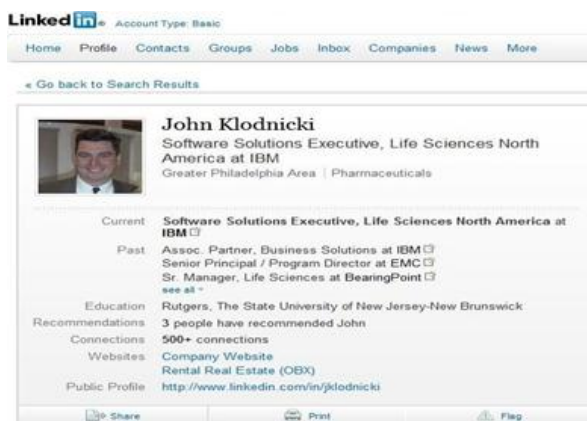 Linked in® Account Type: Basic
Home Profile Contacts Groups Jobs Inbox Companies News More
« Go back to Search Results
John Klodnicki
Software Solutions Executive, Life Sciences North
America at IBM
Greater Philadelphia Area | Pharmaceuticals
Current Software Solutions Executive, Life Sciences North America at
IBM
Past Assoc. Partner, Business Solutions at IBM
Senior Principal / Program Director at EMC
Sr. Manager, Life Sciences at BearingPoint
see all
Education Rutgers, The State University of New Jersey-New Brunswick
Recommendations 3 people have recommended John
Connections 500+ connections
Websites Company Website
Rental Real Estate (OBX)
Public Profile http://www.linkedin.com/in/jklodnicki
Share Print Flag